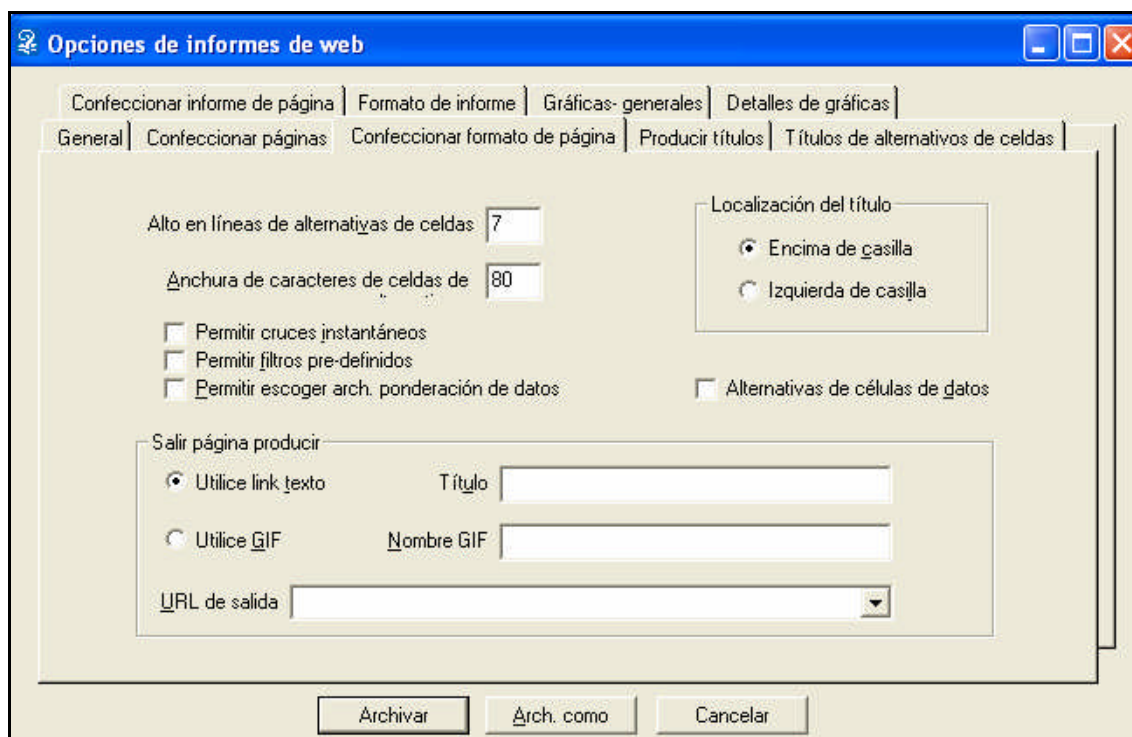 Opciones de informes de web
Confeccionar informe de página Formato de informe Gráficas- generales Detalles de gráficas
General Confeccionar páginas Confeccionar formato de página Producir títulos Títulos de alternativos de celdas
Alto en líneas de alternativas de celdas 7
Anchura de caracteres de celdas de 80
Localización del título
Encima de casilla
Izquierda de casilla
Permitir cruces instantáneos
Permitir filtros pre-definidos
Permitir escoger arch. ponderación de datos
Alternativas de células de datos
Salir página producir
Utilice link texto Título
Utilice GIF Nombre GIF
URL de salida
Archivar Arch. como Cancelar